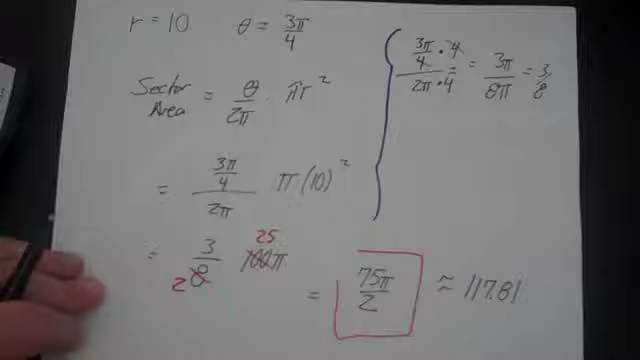 r = 10 θ = 3π/4
Sector Area = θ/2π · πr²
= (3π/4)/(2π) π(10)²
= 3/8 100π 2 25
= 75π/2 ≈ 117.81
(3π/4 · 4)/(2π · 4) = = 3π/8π = 3/8